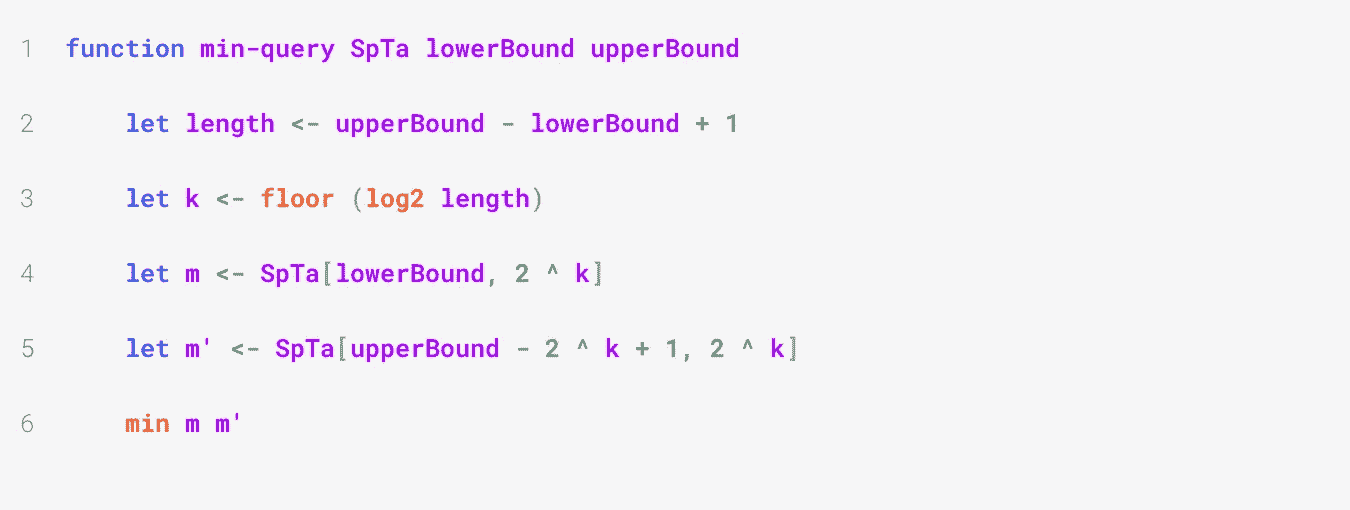 1 function min-query SpTa lowerBound upperBound
2 let length <- upperBound - lowerBound + 1
3 let k <- floor (log2 length)
4 let m <- SpTa[lowerBound, 2 ^ k]
5 let m' <- SpTa[upperBound - 2 ^ k + 1, 2 ^ k]
6 min m m'